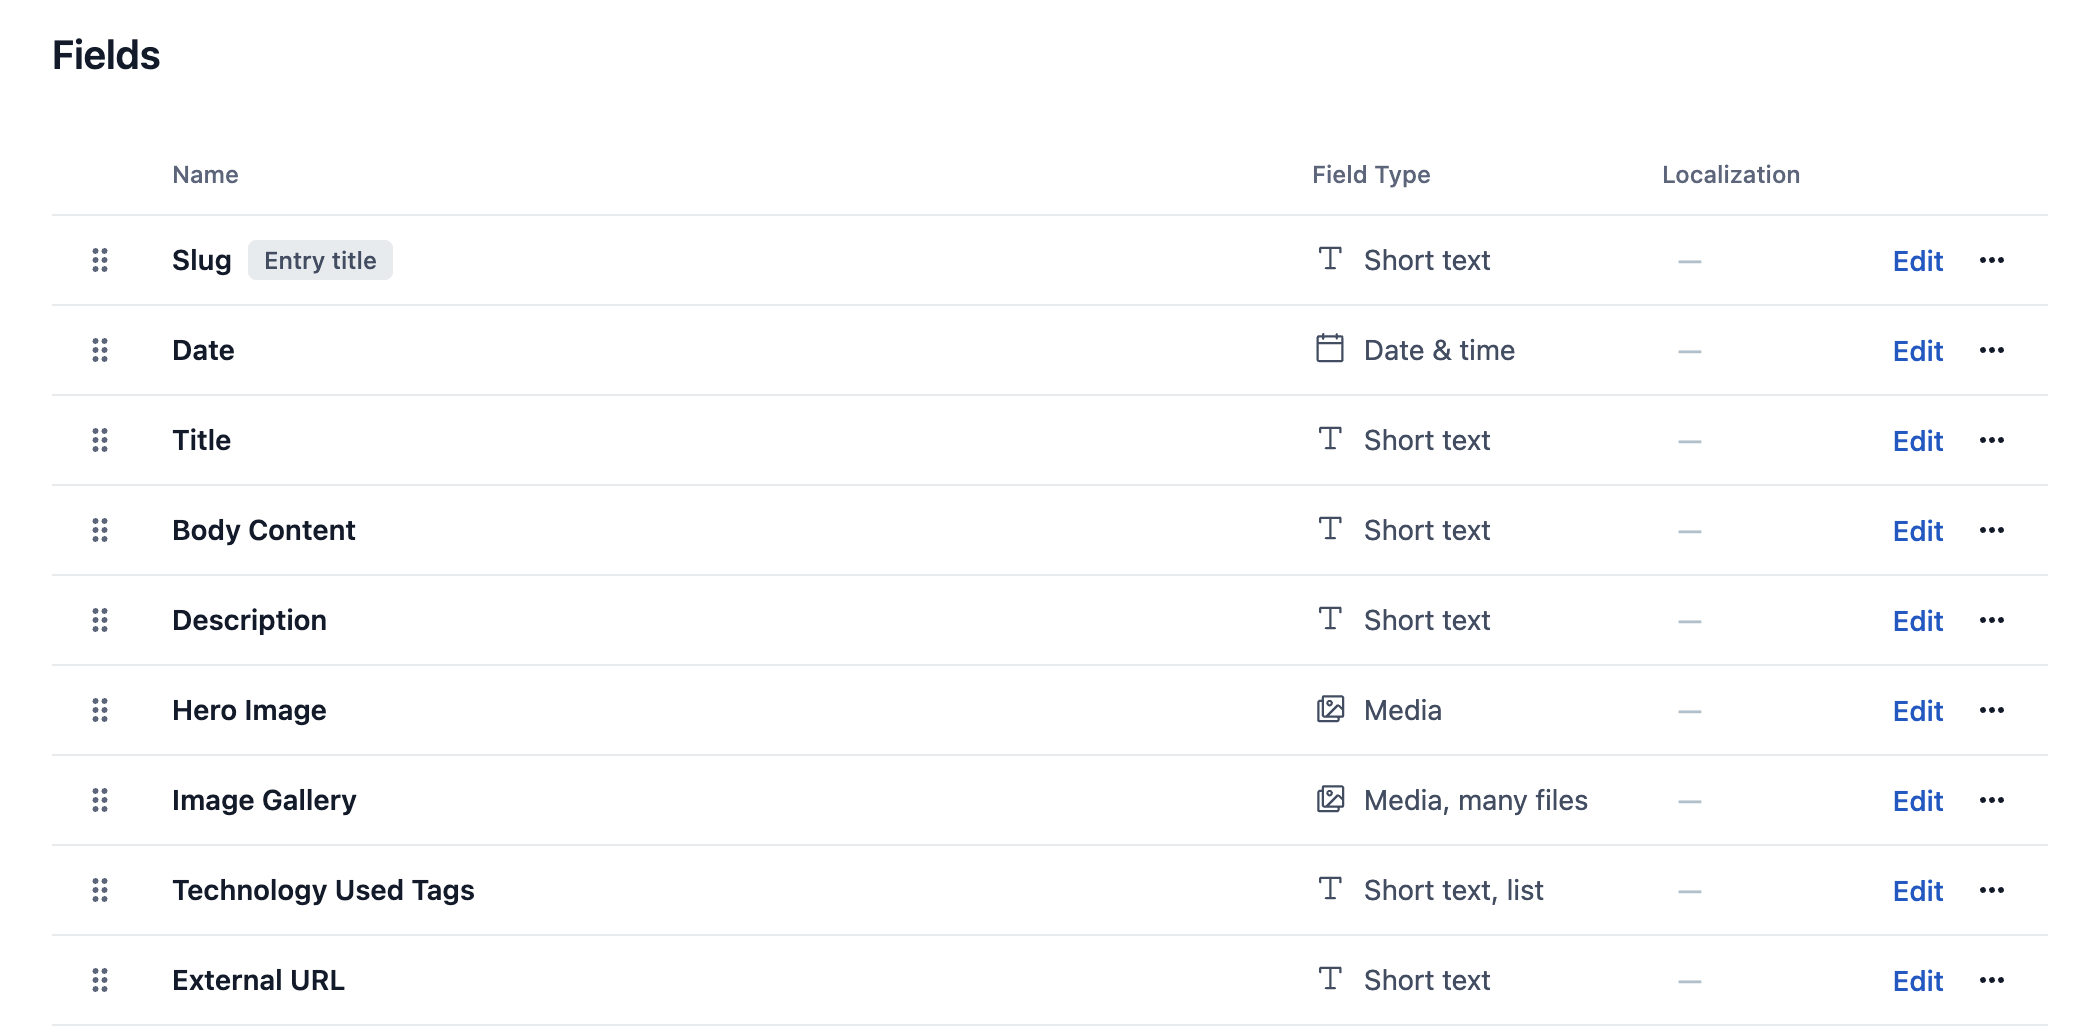 Fields
Name Field Type Localization
Slug Entry title Short text — Edit
Date Date & time — Edit
Title Short text — Edit
Body Content Short text — Edit
Description Short text — Edit
Hero Image Media — Edit
Image Gallery Media, many files — Edit
Technology Used Tags Short text, list — Edit
External URL Short text — Edit